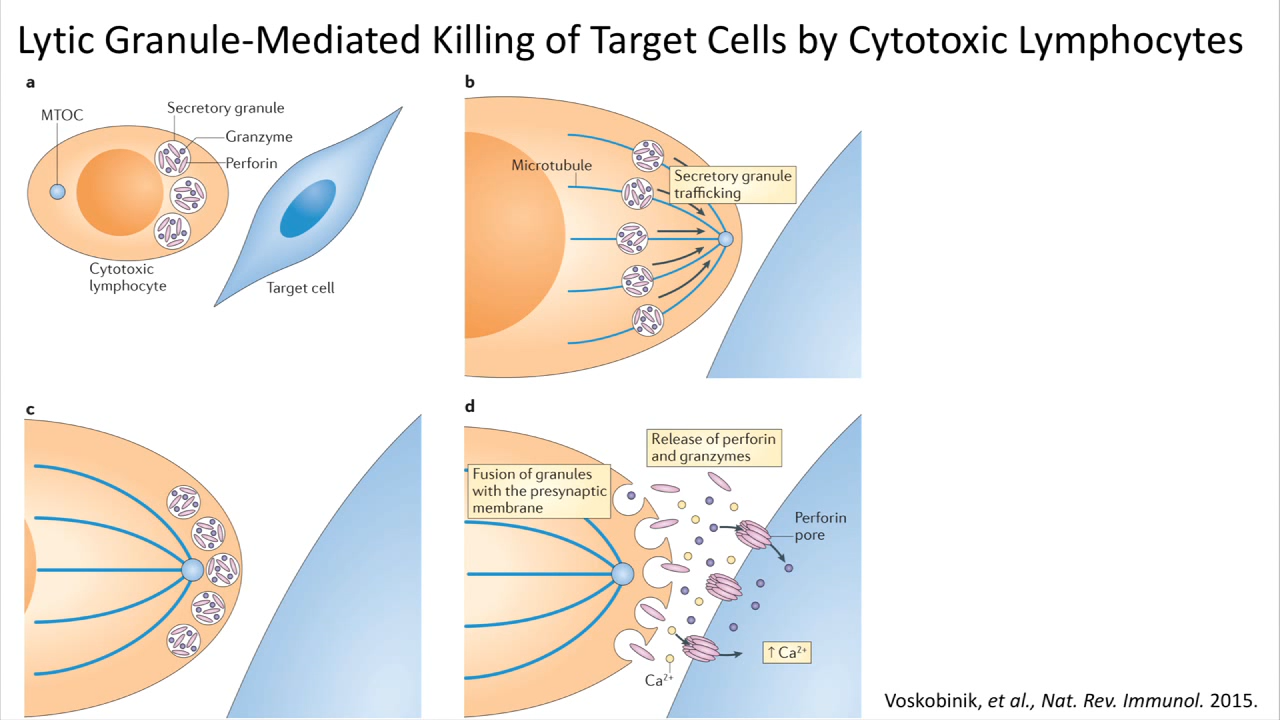 Lytic Granule-Mediated Killing of Target Cells by Cytotoxic Lymphocytes
a
MTOC
Secretory granule
Granzyme
Perforin
Cytotoxic
lymphocyte
Target cell
b
Microtubule
Secretory granule
trafficking
c
d
Release of perforin
and granzymes
Fusion of granules
with the presynaptic
membrane
Perforin
pore
Ca²⁺
↑ Ca²⁺
Voskobinik, et al., Nat. Rev. Immunol. 2015.